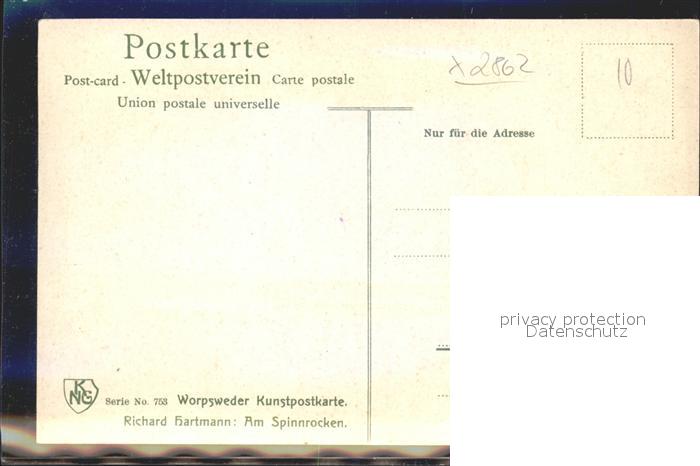 Postkarte
Post-card - Weltpostverein Carte postale
Union postale universelle
x2862
10
Nur für die Adresse
privacy protection
Datenschutz
KNG
Serie No. 753 Worpsweder Kunstpostkarte.
Richard Hartmann: Am Spinnrocken.